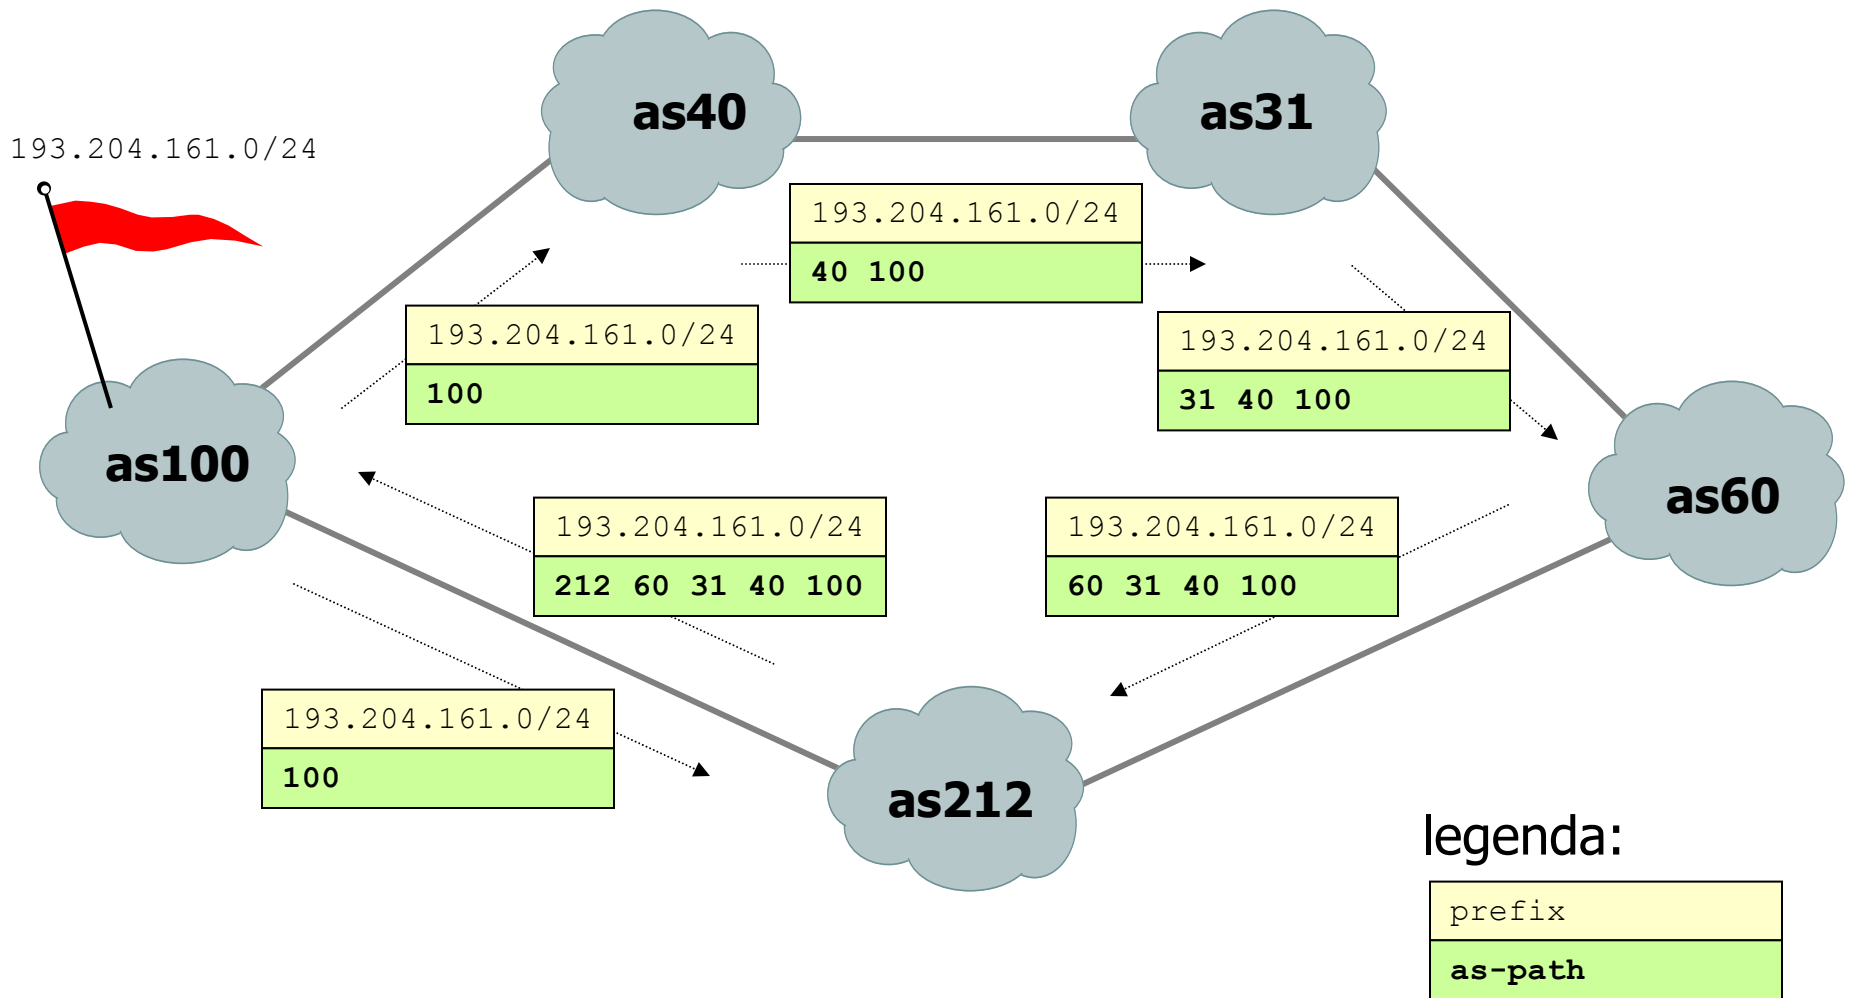 as40
as31
193.204.161.0/24
193.204.161.0/24
40 100
193.204.161.0/24
100
193.204.161.0/24
31 40 100
as100
as60
193.204.161.0/24
212 60 31 40 100
193.204.161.0/24
60 31 40 100
193.204.161.0/24
100
as212
legenda:
prefix
as-path